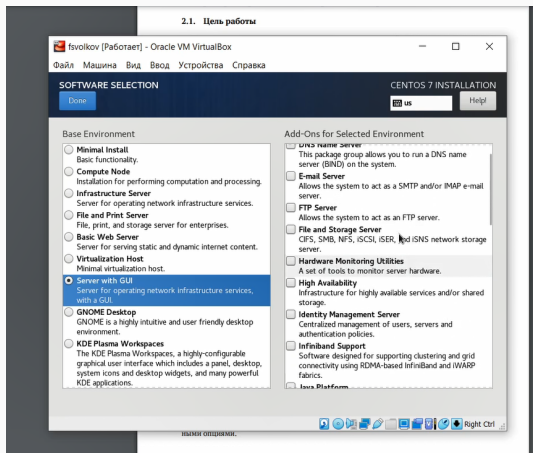 2.1. Цель работы
fsvolkov [Работает] - Oracle VM VirtualBox
Файл Машина Вид Ввод Устройства Справка
SOFTWARE SELECTION
CENTOS 7 INSTALLATION
Done
us
Help!
Base Environment
Minimal Install
Basic functionality.
Compute Node
Installation for performing computation and processing.
Infrastructure Server
Server for operating network infrastructure services.
File and Print Server
File, print, and storage server for enterprises.
Basic Web Server
Server for serving static and dynamic internet content.
Virtualization Host
Minimal virtualization host.
Server with GUI
Server for operating network infrastructure services,
with a GUI.
GNOME Desktop
GNOME is a highly intuitive and user friendly desktop
environment.
KDE Plasma Workspaces
The KDE Plasma Workspaces, a highly-configurable
graphical user interface which includes a panel, desktop,
system icons and desktop widgets, and many powerful
KDE applications.
Add-Ons for Selected Environment
DNS Name Server
This package group allows you to run a DNS name
server (BIND) on the system.
E-mail Server
Allows the system to act as a SMTP and/or IMAP e-mail
server.
FTP Server
Allows the system to act as an FTP server.
File and Storage Server
CIFS, SMB, NFS, iSCSI, iSER, and iSNS network storage
server.
Hardware Monitoring Utilities
A set of tools to monitor server hardware.
High Availability
Infrastructure for highly available services and/or shared
storage.
Identity Management Server
Centralized management of users, servers and
authentication policies.
Infiniband Support
Software designed for supporting clustering and grid
connectivity using RDMA-based InfiniBand and iWARP
fabrics.
Java Platform
Right Ctrl
ными опциями.